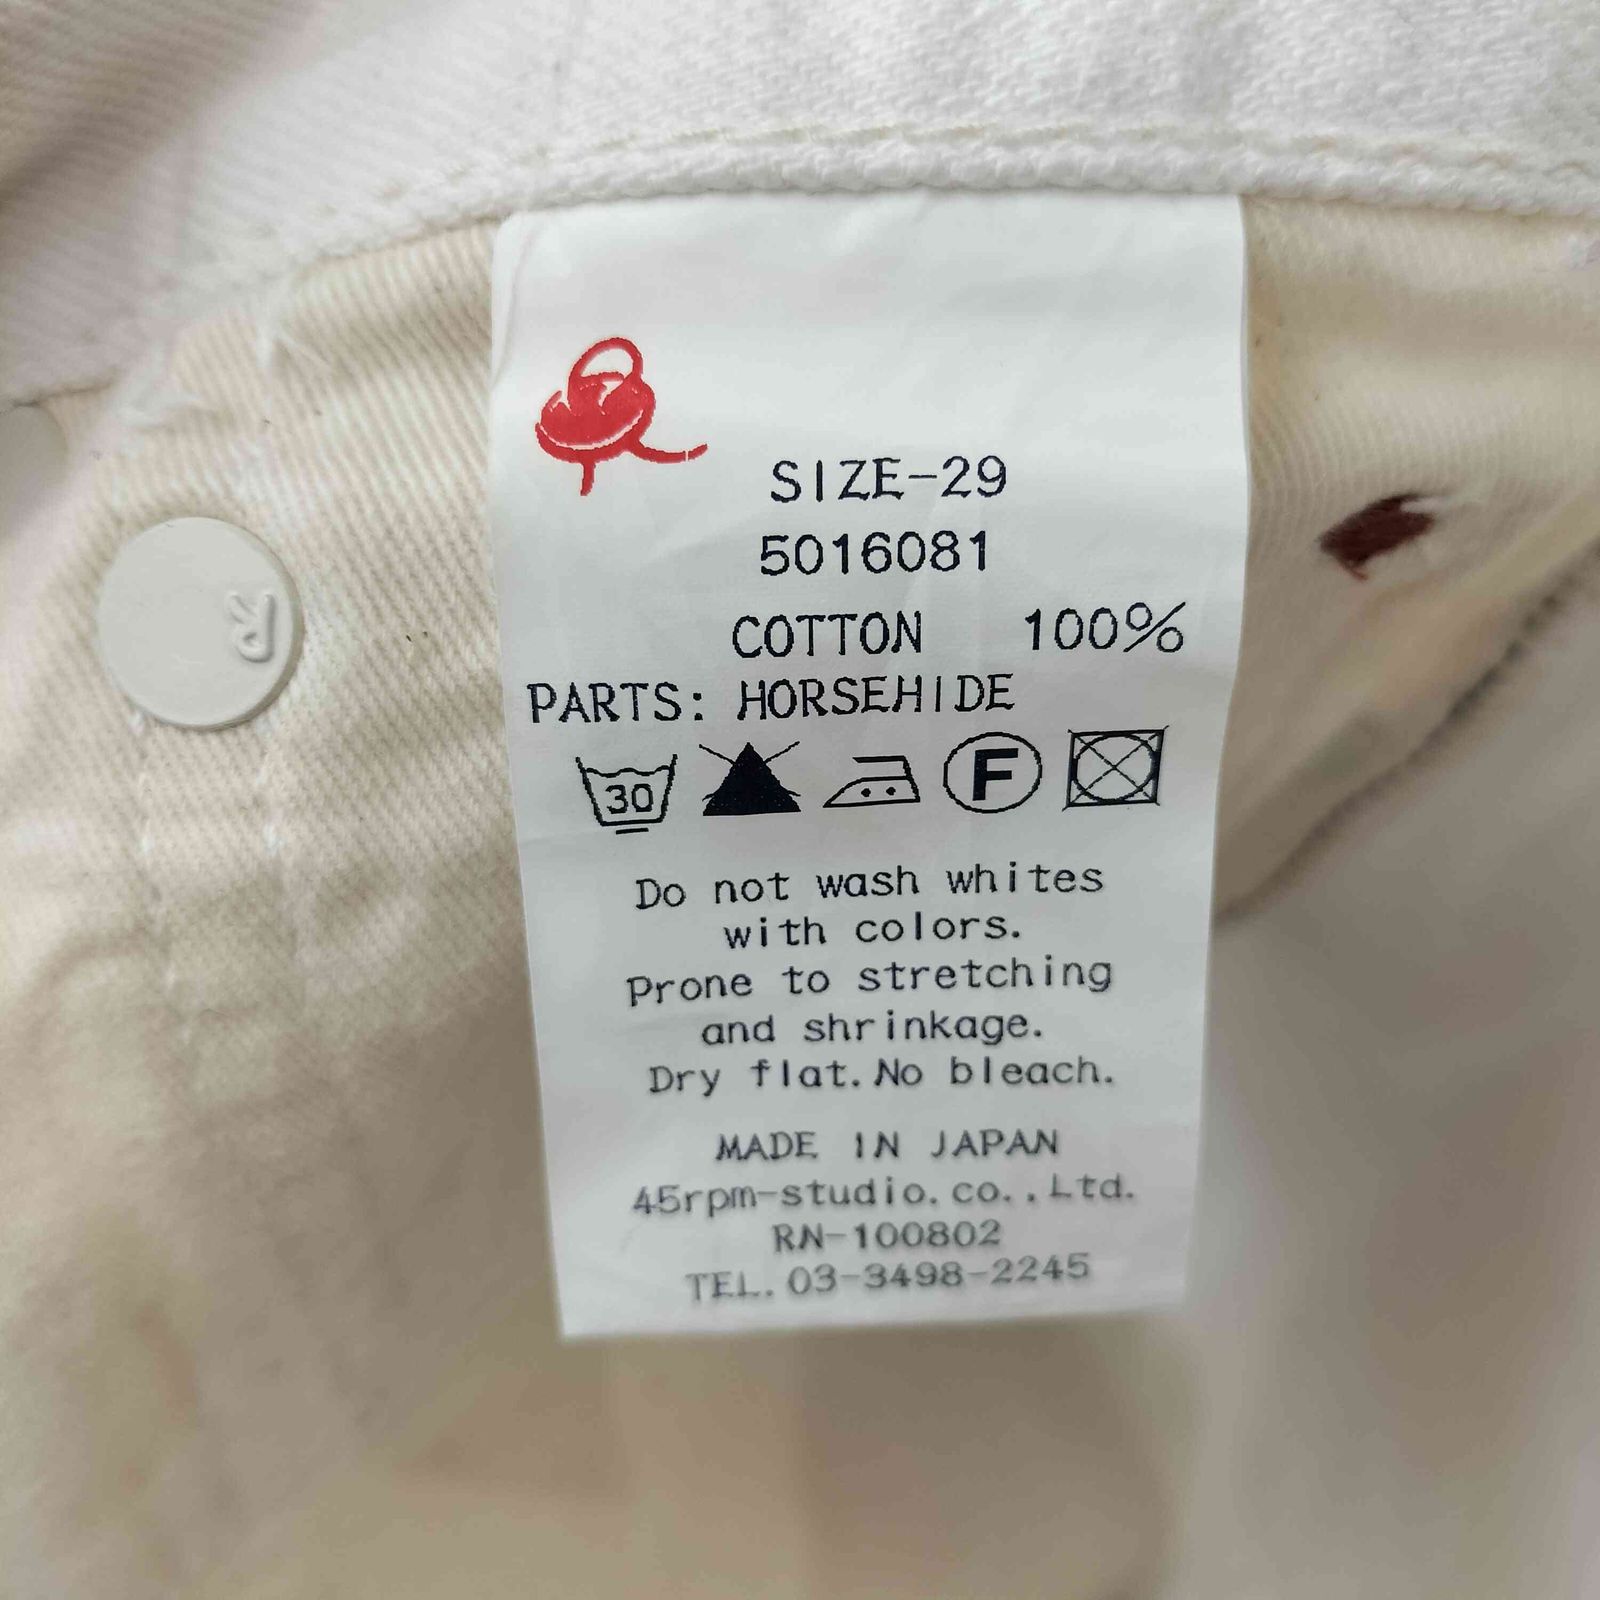 SIZE-29
5016081
COTTON 100%
PARTS: HORSEHIDE
30
F
Do not wash whites
with colors.
Prone to stretching
and shrinkage.
Dry flat. No bleach.
MADE IN JAPAN
45rpm-studio.co.,Ltd.
RN-100802
TEL. 03-3498-2245
R